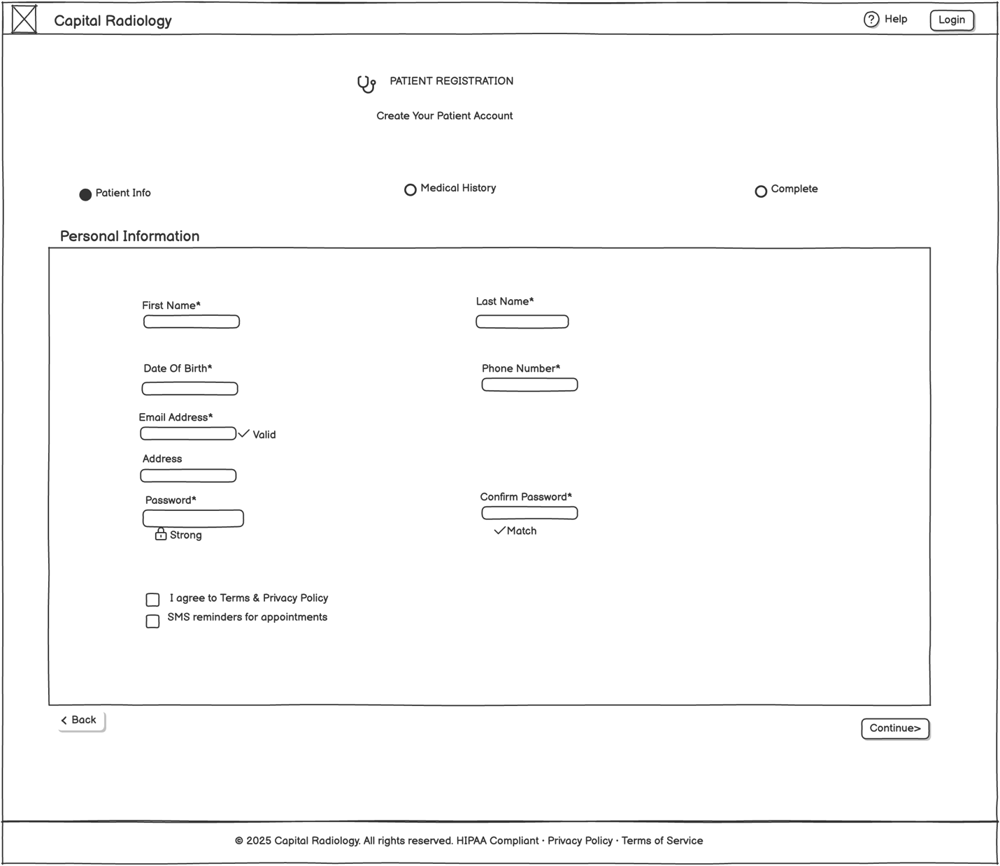 Capital Radiology
? Help
Login
PATIENT REGISTRATION
Create Your Patient Account
Patient Info
Medical History
Complete
Personal Information
First Name*
Last Name*
Date Of Birth*
Phone Number*
Email Address*
Valid
Address
Password*
Confirm Password*
Strong
Match
I agree to Terms & Privacy Policy
SMS reminders for appointments
< Back
Continue>
© 2025 Capital Radiology. All rights reserved. HIPAA Compliant · Privacy Policy · Terms of Service